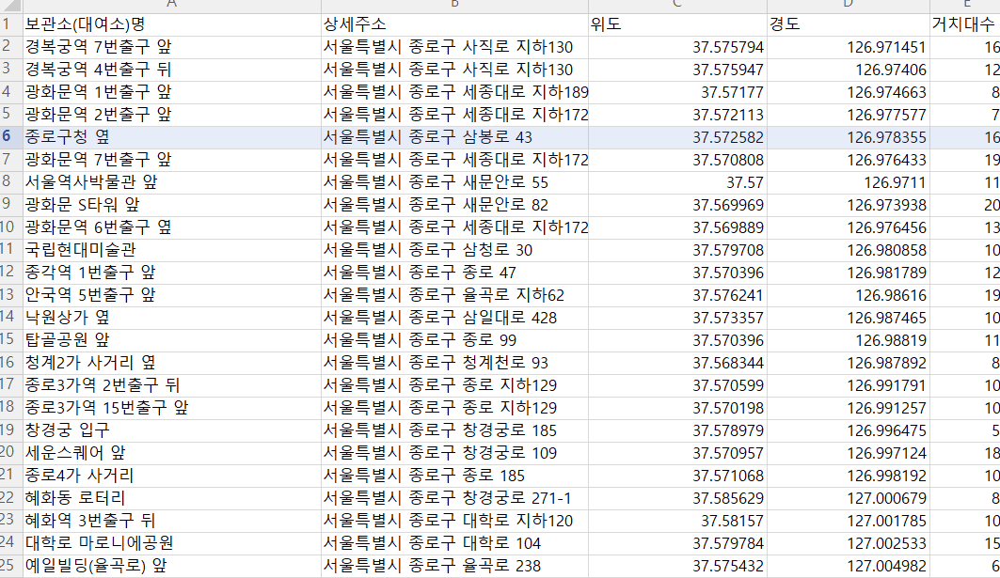 A B C D E
1 보관소(대여소)명 상세주소 위도 경도 거치대수
2 경복궁역 7번출구 앞 서울특별시 종로구 사직로 지하130 37.575794 126.971451 16
3 경복궁역 4번출구 뒤 서울특별시 종로구 사직로 지하130 37.575947 126.97406 12
4 광화문역 1번출구 앞 서울특별시 종로구 세종대로 지하189 37.57177 126.974663 8
5 광화문역 2번출구 앞 서울특별시 종로구 세종대로 지하172 37.572113 126.977577 7
6 종로구청 옆 서울특별시 종로구 삼봉로 43 37.572582 126.978355 16
7 광화문역 7번출구 앞 서울특별시 종로구 세종대로 지하172 37.570808 126.976433 19
8 서울역사박물관 앞 서울특별시 종로구 새문안로 55 37.57 126.9711 11
9 광화문 S타워 앞 서울특별시 종로구 새문안로 82 37.569969 126.973938 20
10 광화문역 6번출구 옆 서울특별시 종로구 세종대로 지하172 37.569889 126.976456 13
11 국립현대미술관 서울특별시 종로구 삼청로 30 37.579708 126.980858 10
12 종각역 1번출구 앞 서울특별시 종로구 종로 47 37.570396 126.981789 12
13 안국역 5번출구 앞 서울특별시 종로구 율곡로 지하62 37.576241 126.98616 19
14 낙원상가 옆 서울특별시 종로구 삼일대로 428 37.573357 126.987465 10
15 탑골공원 앞 서울특별시 종로구 종로 99 37.570396 126.98819 11
16 청계2가 사거리 옆 서울특별시 종로구 청계천로 93 37.568344 126.987892 8
17 종로3가역 2번출구 뒤 서울특별시 종로구 종로 지하129 37.570599 126.991791 10
18 종로3가역 15번출구 앞 서울특별시 종로구 종로 지하129 37.570198 126.991257 10
19 창경궁 입구 서울특별시 종로구 창경궁로 185 37.578979 126.996475 5
20 세운스퀘어 앞 서울특별시 종로구 창경궁로 109 37.570957 126.997124 18
21 종로4가 사거리 서울특별시 종로구 종로 185 37.571068 126.998192 10
22 혜화동 로터리 서울특별시 종로구 창경궁로 271-1 37.585629 127.000679 8
23 혜화역 3번출구 뒤 서울특별시 종로구 대학로 지하120 37.58157 127.001785 10
24 대학로 마로니에공원 서울특별시 종로구 대학로 104 37.579784 127.002533 15
25 예일빌딩(율곡로) 앞 서울특별시 종로구 율곡로 238 37.575432 127.004982 6